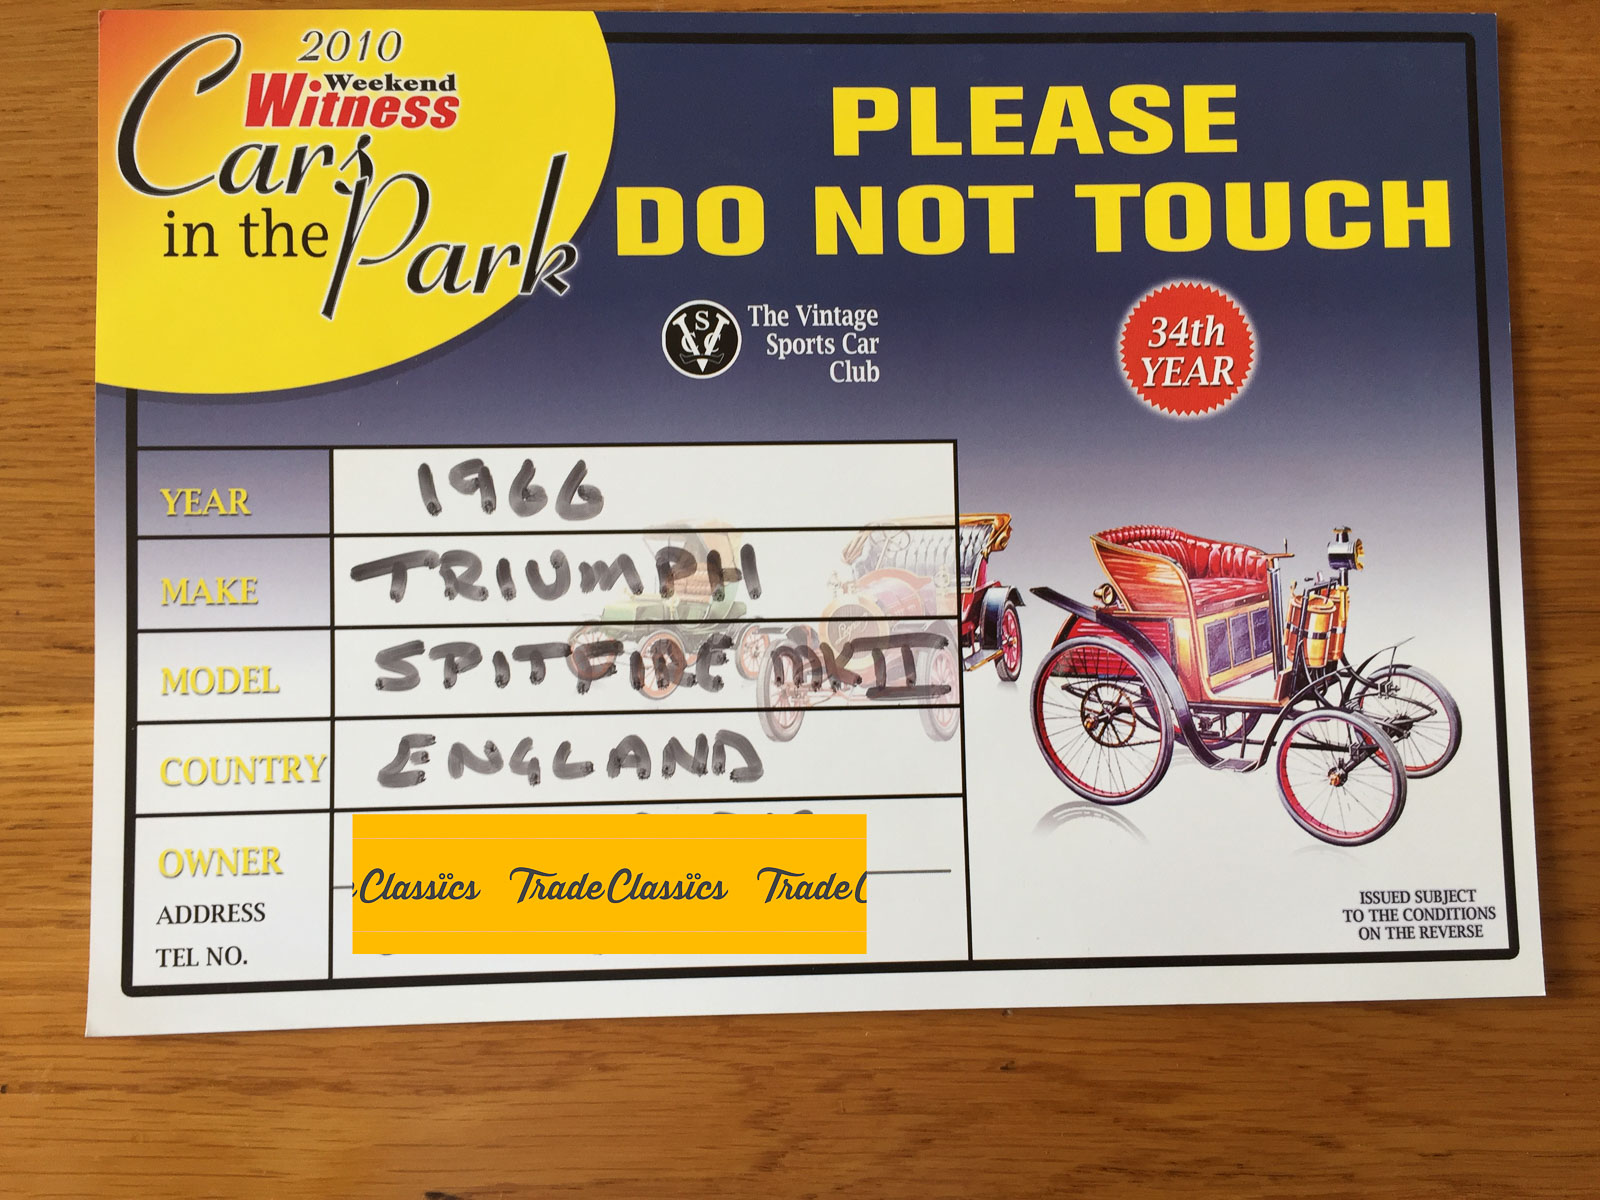 2010
Weekend
Witness
Cars
in the Park
PLEASE
DO NOT TOUCH
VSCC
The Vintage
Sports Car
Club
34th
YEAR
YEAR 1966
MAKE TRIUMPH
MODEL SPITFIRE MKII
COUNTRY ENGLAND
OWNER
ADDRESS
TEL NO.
Classics TradeClassics Trade
ISSUED SUBJECT
TO THE CONDITIONS
ON THE REVERSE